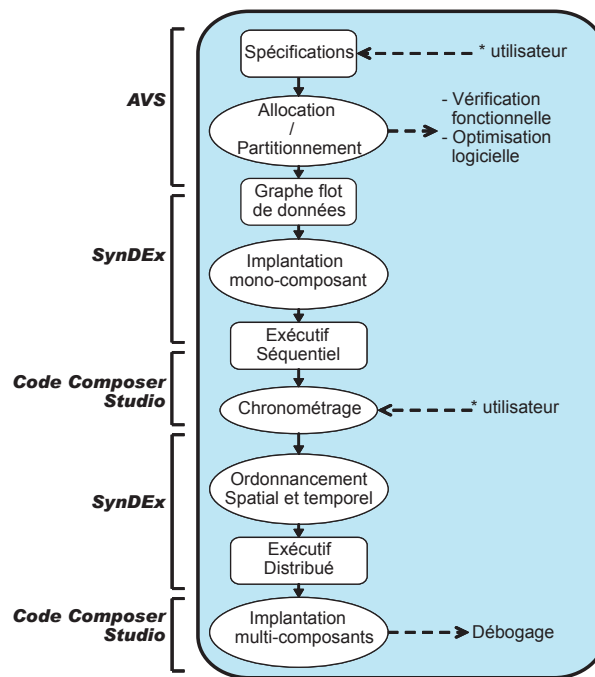 Spécifications
* utilisateur
AVS
Allocation
/
Partitionnement
- Vérification
fonctionnelle
- Optimisation
logicielle
Graphe flot
de données
SynDEx
Implantation
mono-composant
Exécutif
Séquentiel
Code Composer
Studio
Chronométrage
* utilisateur
Ordonnancement
Spatial et temporel
SynDEx
Exécutif
Distribué
Code Composer
Studio
Implantation
multi-composants
Débogage